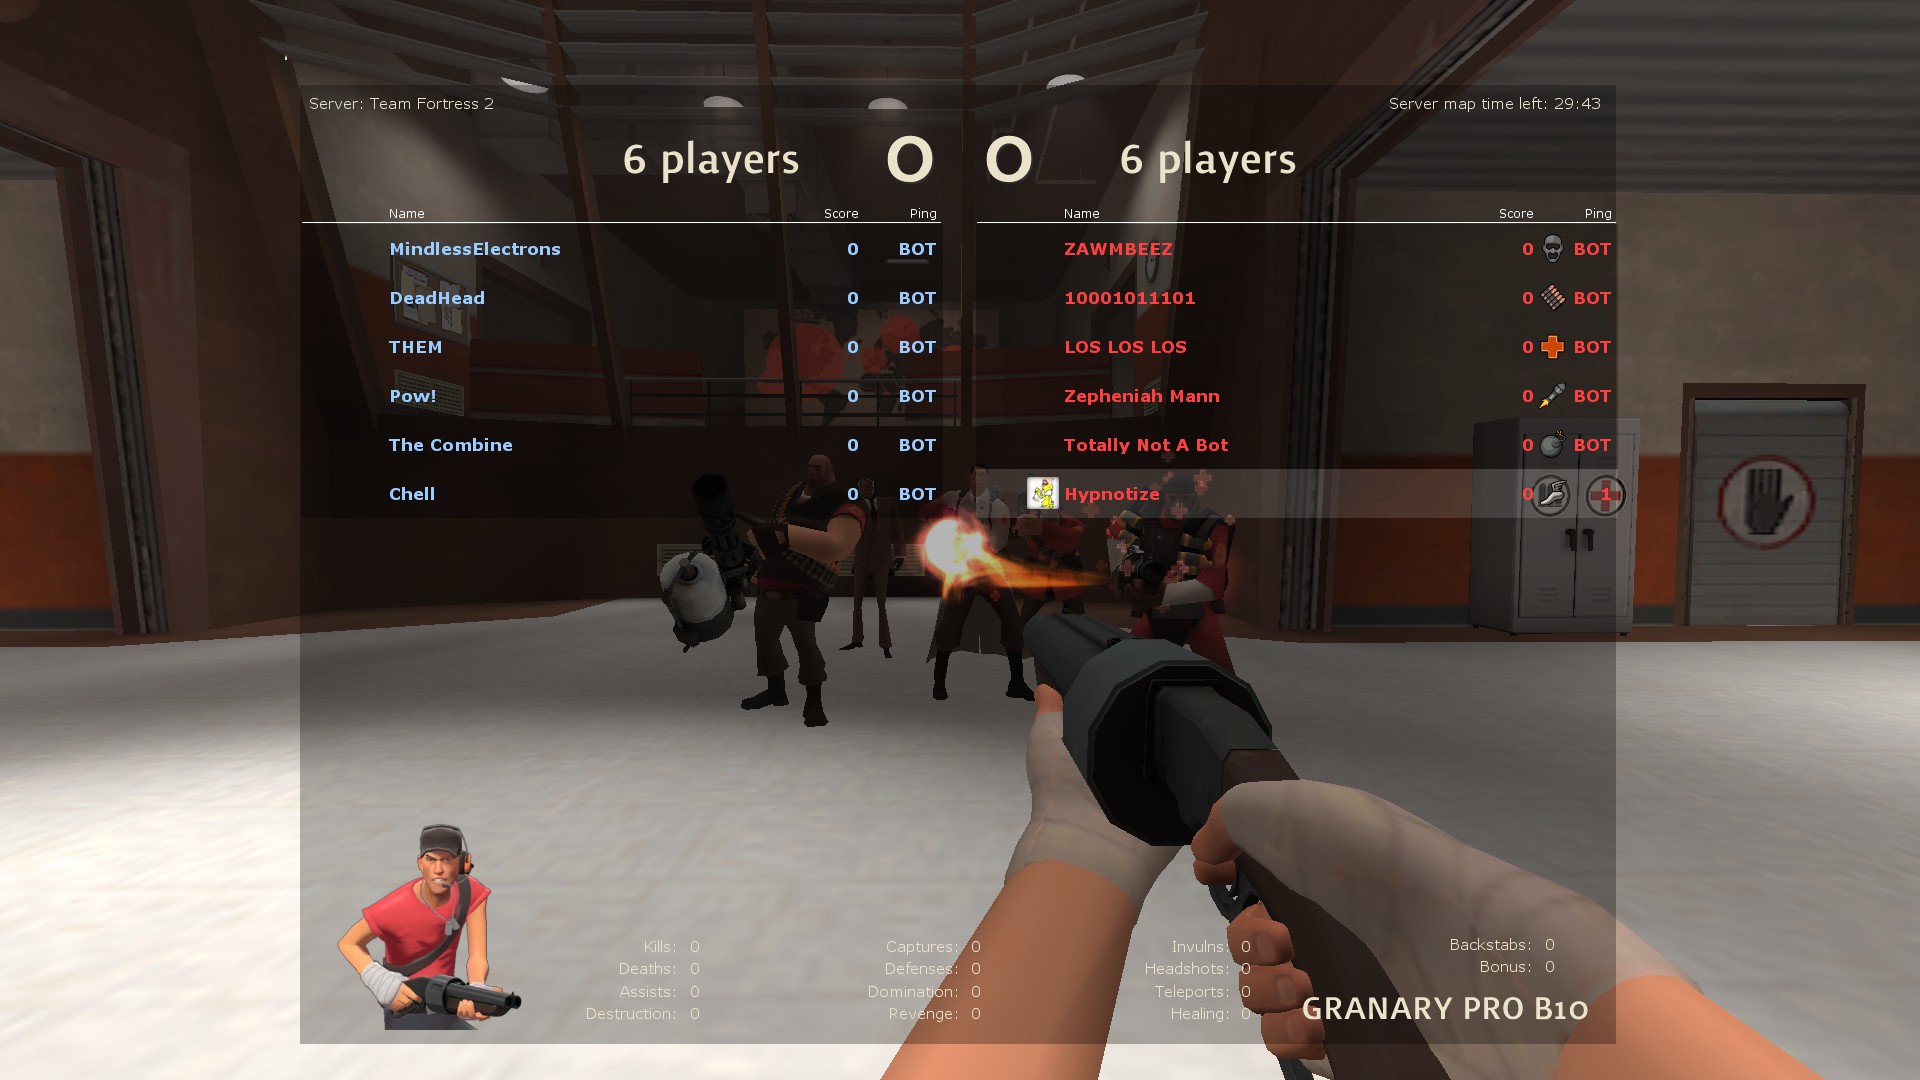 Server: Team Fortress 2
Server map time left: 29:43
6 players 0 0 6 players
Name Score Ping
MindlessElectrons 0 BOT
DeadHead 0 BOT
THEM 0 BOT
Pow! 0 BOT
The Combine 0 BOT
Chell 0 BOT
Name Score Ping
ZAWMBEEZ 0 BOT
10001011101 0 BOT
LOS LOS LOS 0 BOT
Zepheniah Mann 0 BOT
Totally Not A Bot 0 BOT
Hypnotize 0 1
Kills: 0
Deaths: 0
Assists: 0
Destruction: 0
Captures: 0
Defenses: 0
Domination: 0
Revenge: 0
Invulns: 0
Headshots: 0
Teleports: 0
Healing: 0
Backstabs: 0
Bonus: 0
GRANARY PRO B10